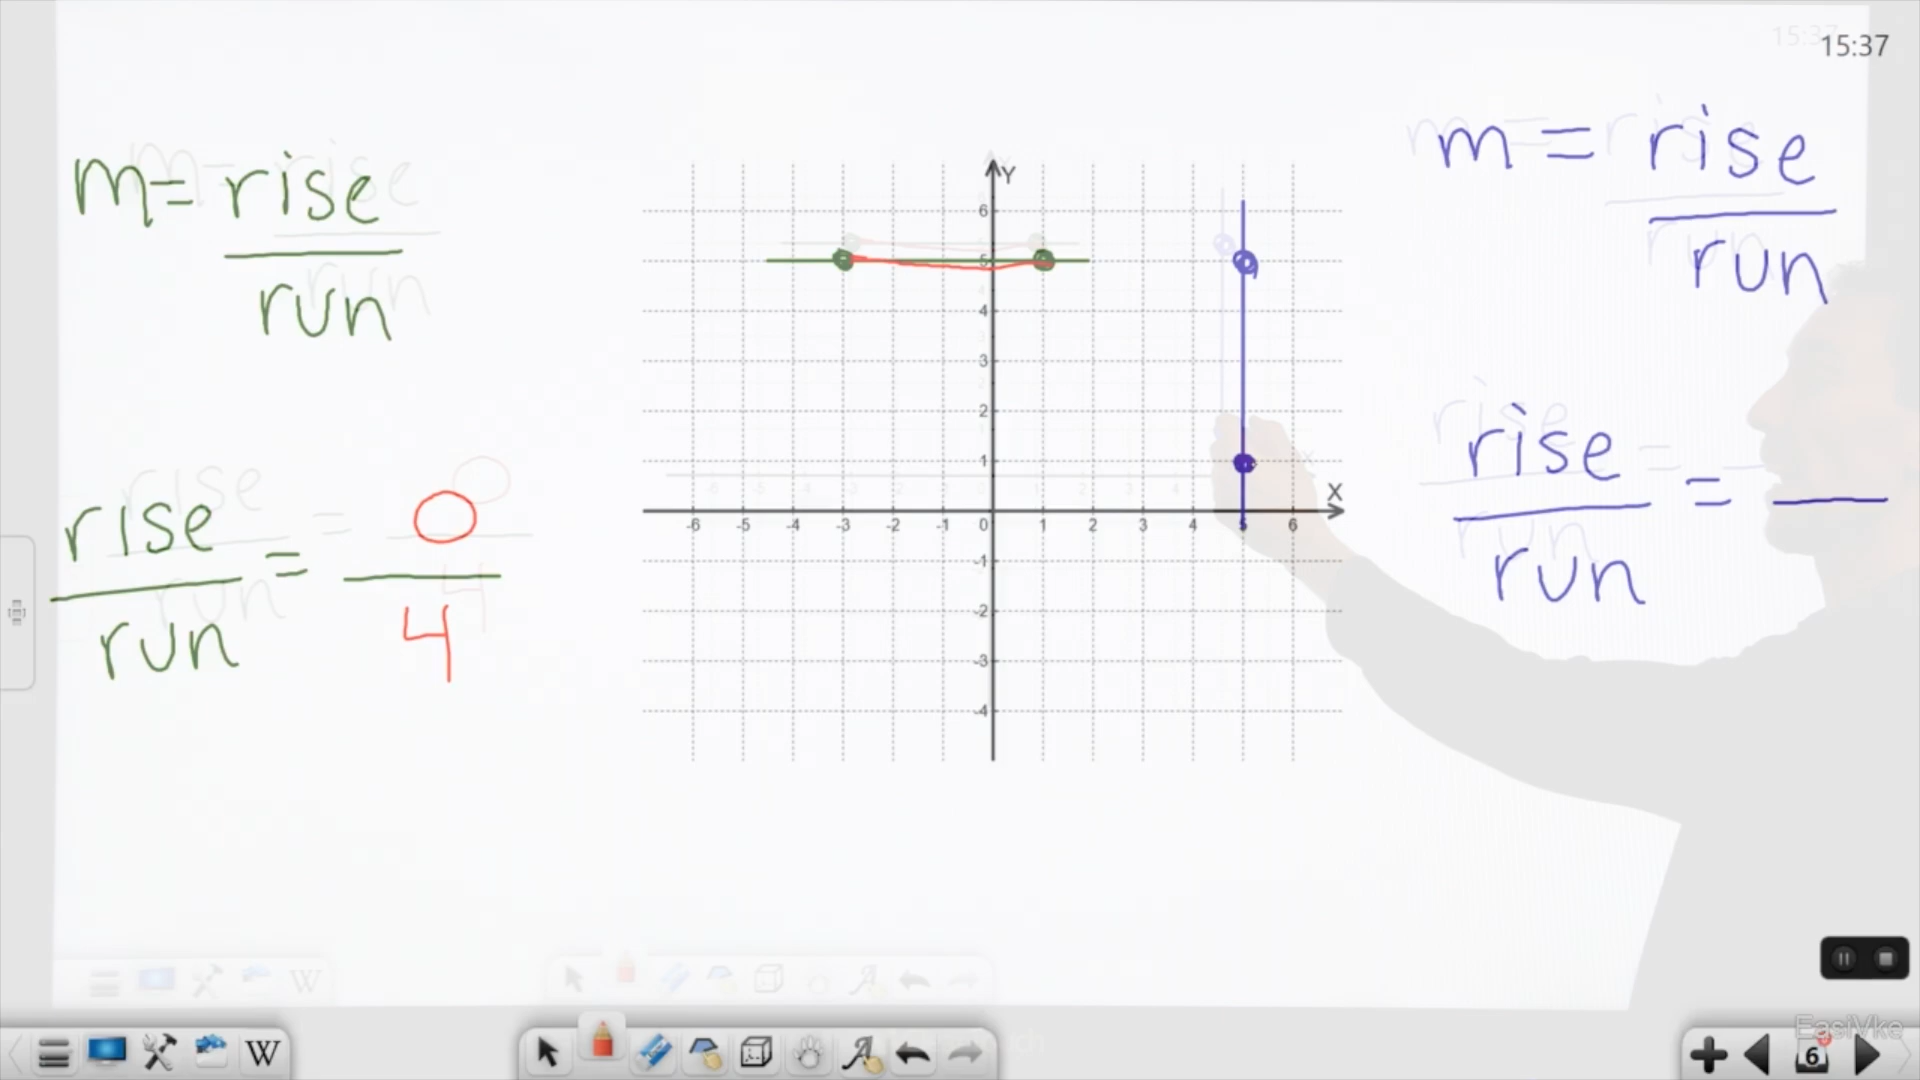 15:37
m = rise
run
rise = 0
run 4
Y
6
5
4
3
2
1
X
-6 -5 -4 -3 -2 -1 0 1 2 3 4 5 6
-1
-2
-3
-4
m = rise
run
rise =
run
W
A
6